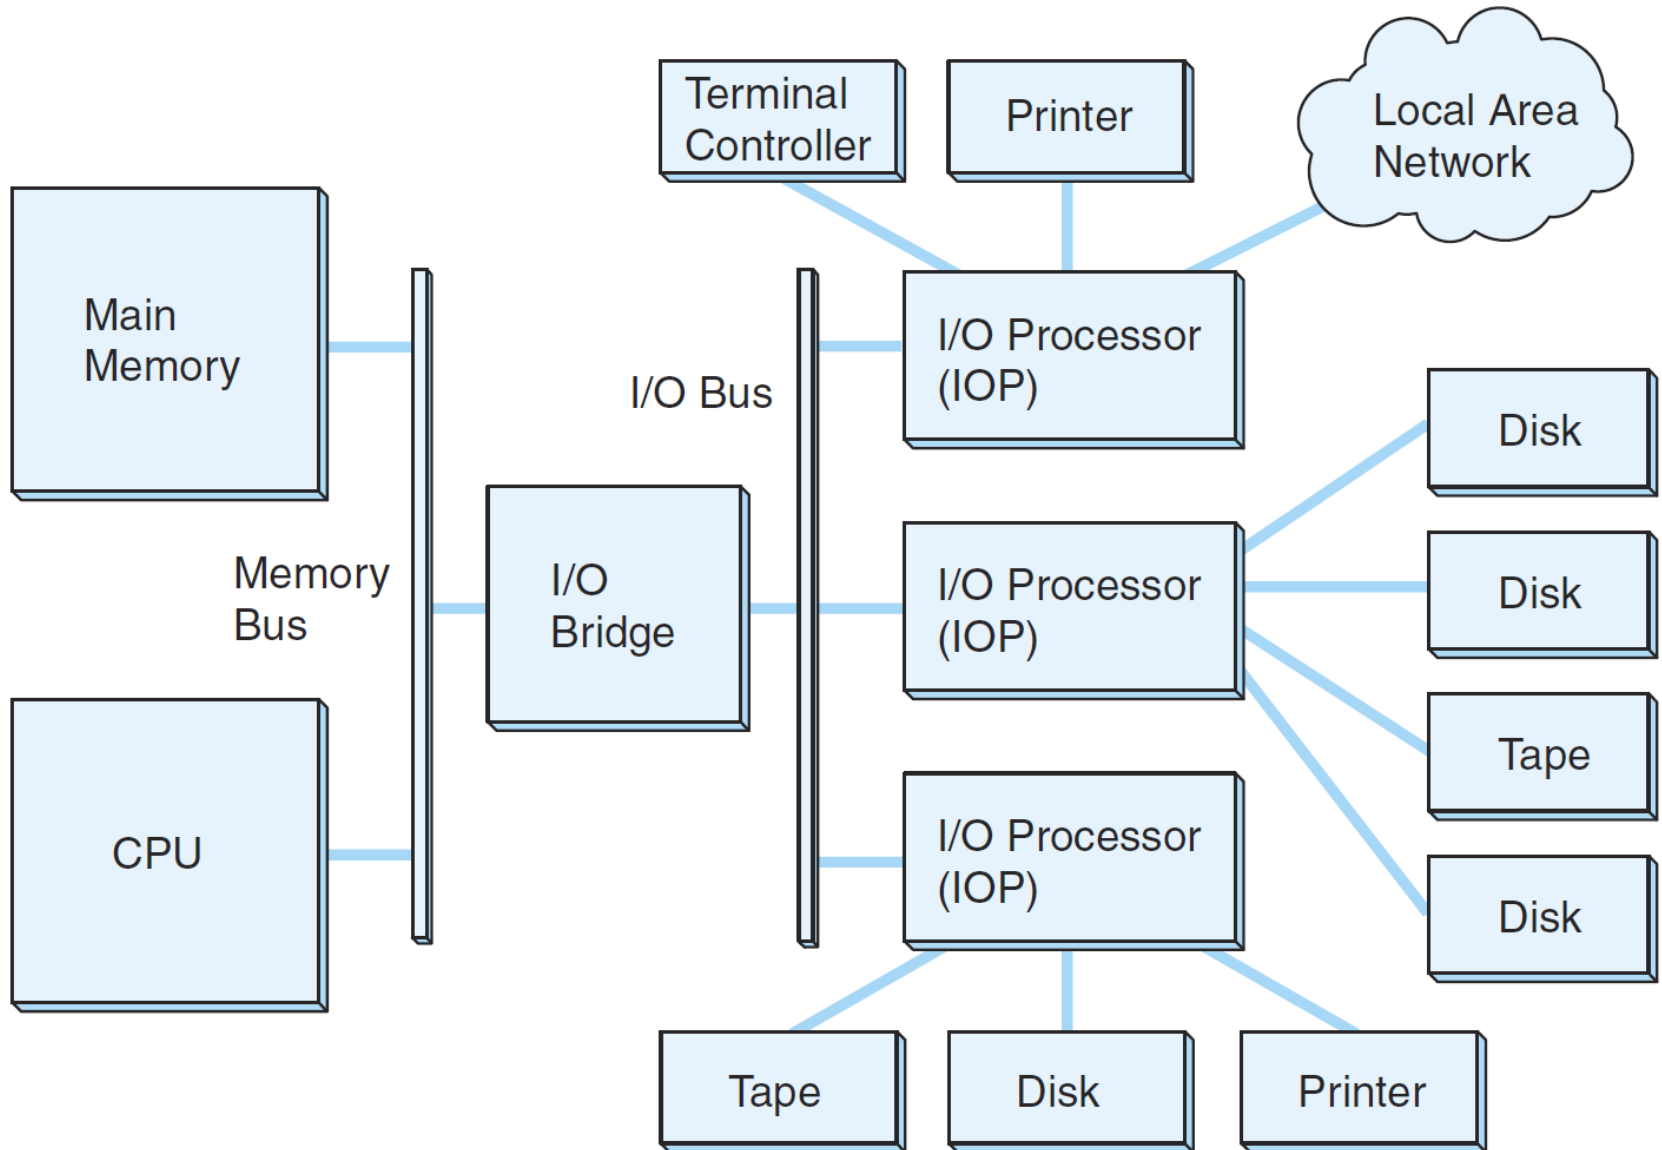 Terminal
Controller
Printer
Local Area
Network
Main
Memory
I/O Bus
I/O Processor
(IOP)
Disk
Memory
Bus
I/O
Bridge
I/O Processor
(IOP)
Disk
Tape
CPU
I/O Processor
(IOP)
Disk
Tape
Disk
Printer